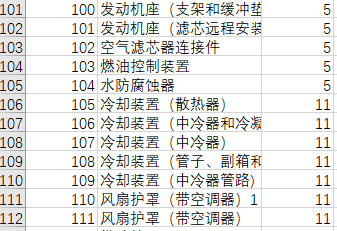 101 100 发动机座（支架和缓冲垫 5
102 101 发动机座（滤芯远程安装 5
103 102 空气滤芯器连接件 5
104 103 燃油控制装置 5
105 104 水防腐蚀器 5
106 105 冷却装置（散热器） 11
107 106 冷却装置（中冷器和冷凝 11
108 107 冷却装置（中冷器） 11
109 108 冷却装置（管子、副箱和 11
110 109 冷却装置（中冷器管路） 11
111 110 风扇护罩（带空调器）1 11
112 111 风扇护罩（带空调器） 11